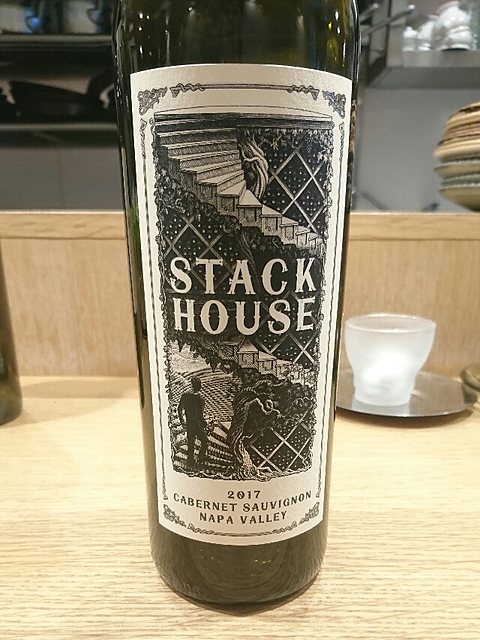 STACK
HOUSE
2017
CABERNET SAUVIGNON
NAPA VALLEY